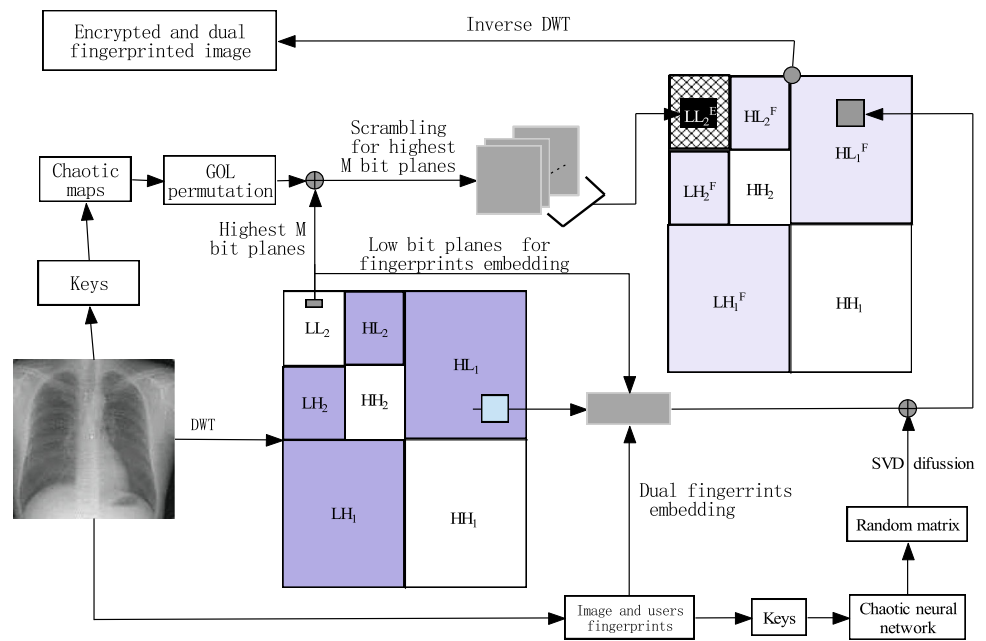 Inverse DWT
Encrypted and dual
fingerprinted image
Scrambling
for highest
M bit planes
Chaotic
maps
GOL
permutation
Highest M
bit planes
Low bit planes for
fingerprints embedding
Keys
LL2E
HL2F
HL1F
LH2F
HH2
LH1F
HH1
LL2
HL2
HL1
LH2
HH2
LH1
HH1
DWT
SVD difussion
Dual fingerrints
embedding
Random matrix
Image and users
fingerprints
Keys
Chaotic neural
network